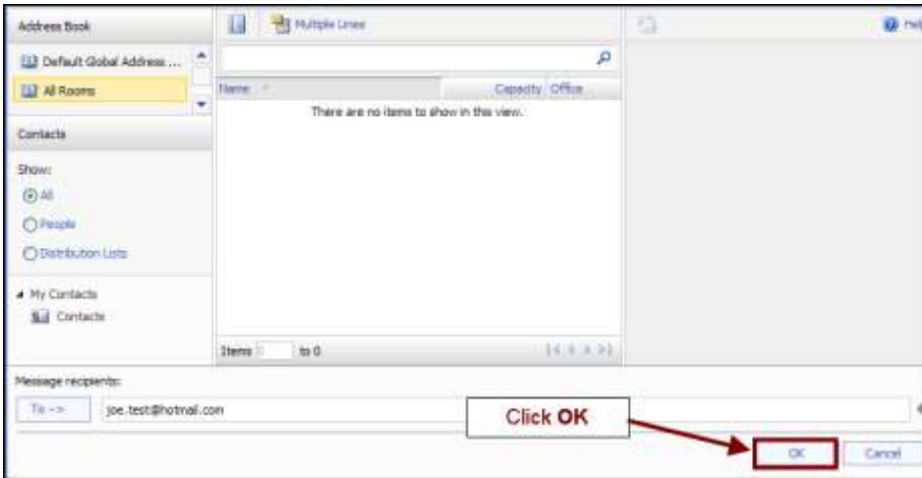 Address Book
Multiple Lines
Help
Default Global Address ...
All Rooms
Name
Capacity
Office
There are no items to show in this view.
Contacts
Show:
All
People
Distribution Lists
My Contacts
Contacts
Items
to 0
Message recipients:
To ->
joe.test@hotmail.com
Click OK
OK
Cancel